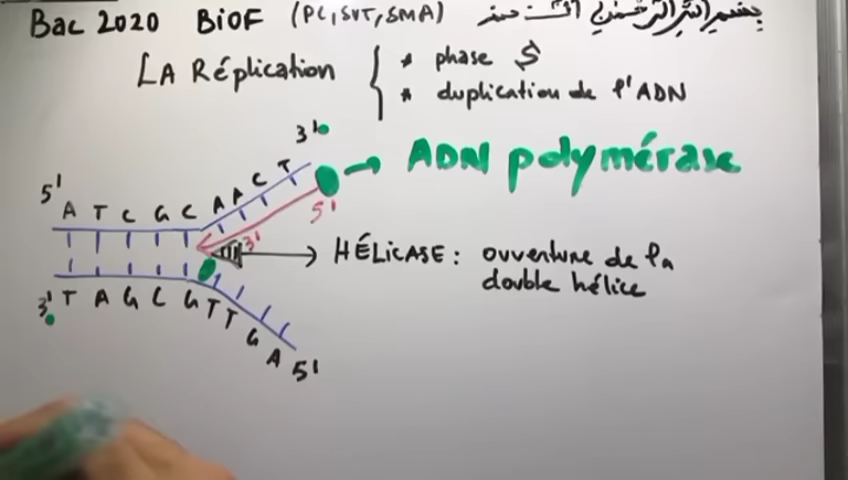 Bac 2020 BiOF (PC,SVT,SMA) بسم الله الرحمن الرحيم
LA Réplication
* phase S
* duplication de l'ADN
3'
ADN polymérase
5'
A T C G C A A C T
5'
3'
HÉLiCASE : ouverture de la
double hélice
3' T A G C G T T G A 5'